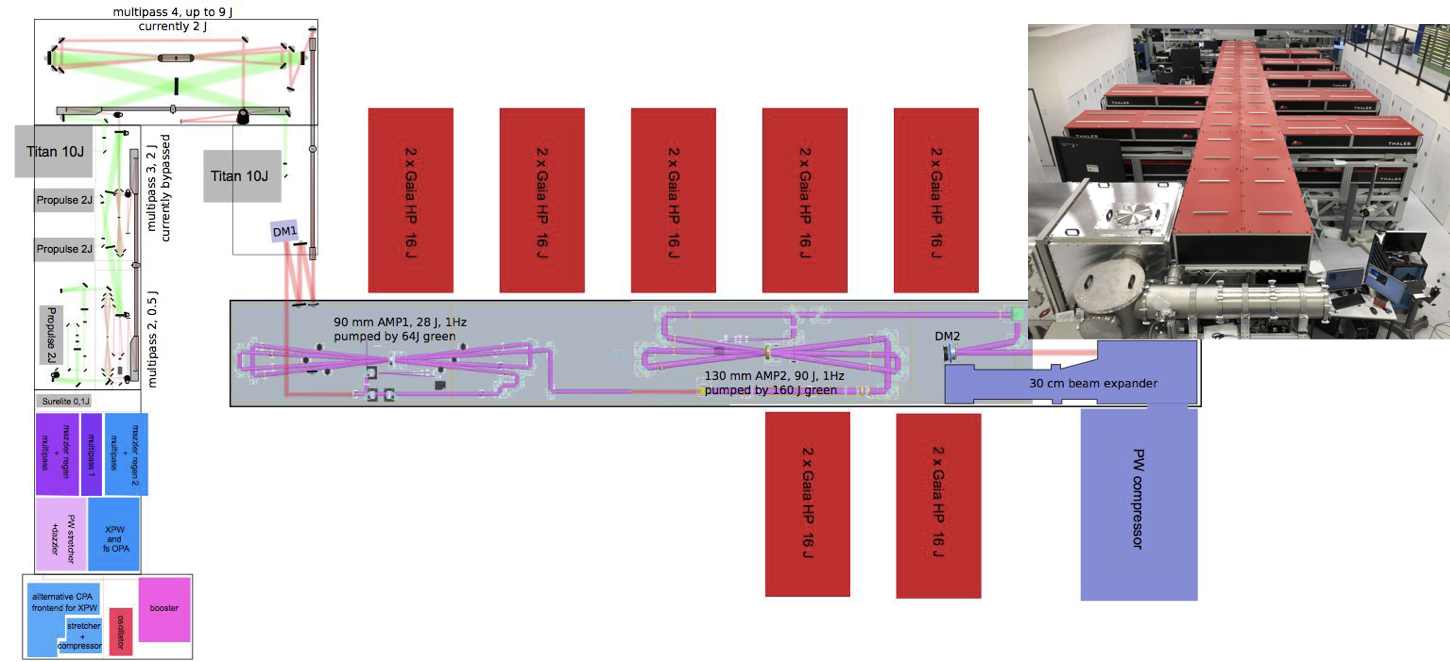 multipass 4, up to 9 J
currently 2 J
Titan 10J
Propulse 2J
Propulse 2J
Propulse 2J
multipass 3, 2 J
currently bypassed
multipass 2, 0.5 J
Titan 10J
DM1
2 x Gaia HP 16 J
2 x Gaia HP 16 J
2 x Gaia HP 16 J
2 x Gaia HP 16 J
2 x Gaia HP 16 J
THALES
THALES
THALES
90 mm AMP1, 28 J, 1Hz
pumped by 64J green
130 mm AMP2, 90 J, 1Hz
pumped by 160 J green
DM2
30 cm beam expander
Surelite 0,1J
mazzler regen
+
multipass
multipass 1
mazzler regen 2
+
multipass
PW stretcher
+dazzler
XPW
and
fs OPA
2 x Gaia HP 16 J
2 x Gaia HP 16 J
PW compressor
allternative CPA
frontend for XPW
stretcher
+
compressor
oscillator
booster